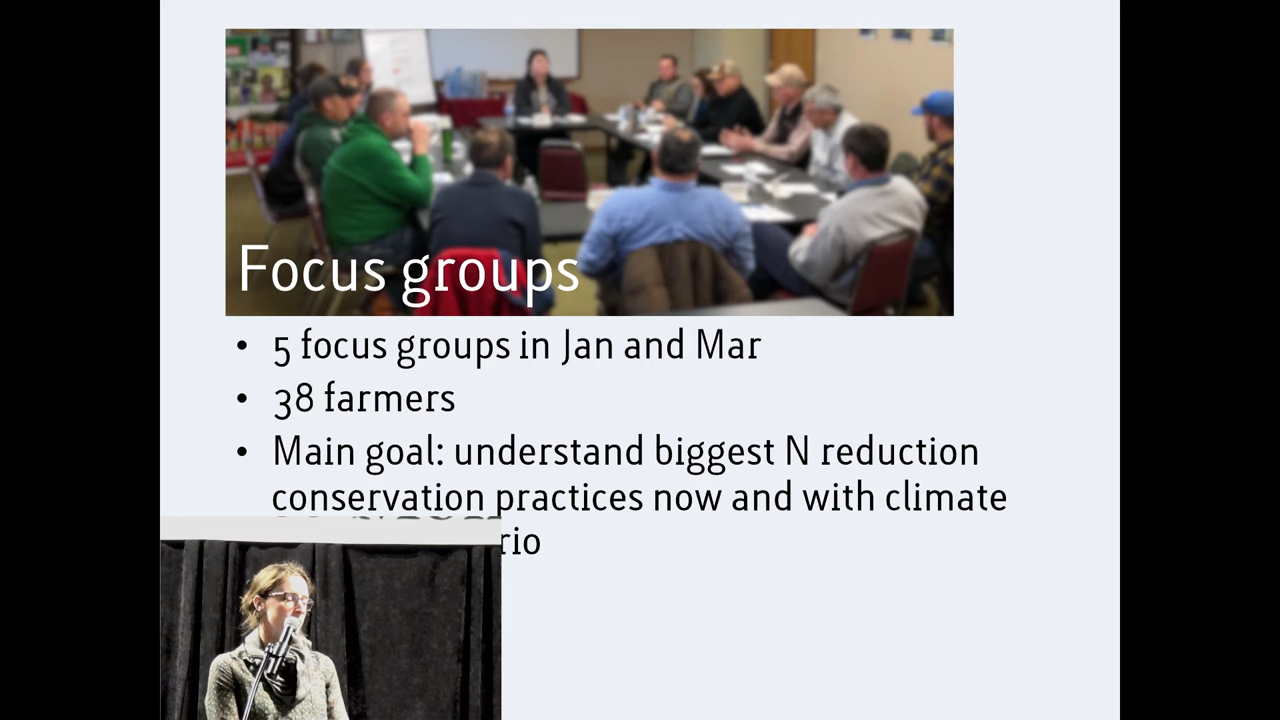 Focus groups
• 5 focus groups in Jan and Mar
• 38 farmers
• Main goal: understand biggest N reduction
conservation practices now and with climate